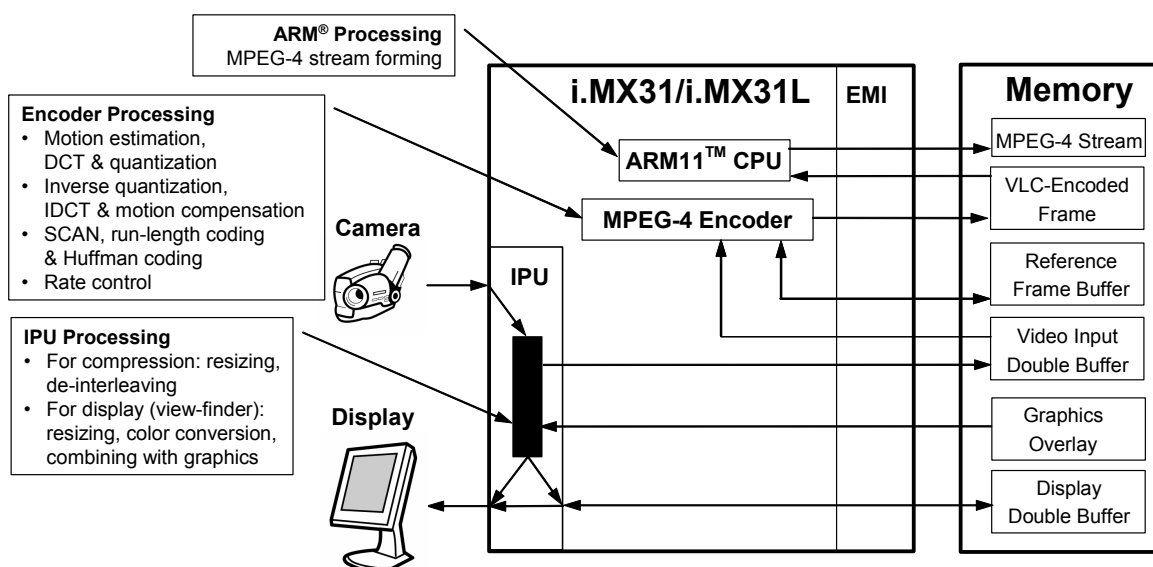 ARM® Processing
MPEG-4 stream forming
Encoder Processing
• Motion estimation,
DCT & quantization
• Inverse quantization,
IDCT & motion compensation
• SCAN, run-length coding
& Huffman coding
• Rate control
IPU Processing
• For compression: resizing,
de-interleaving
• For display (view-finder):
resizing, color conversion,
combining with graphics
Camera
Display
i.MX31/i.MX31L
EMI
ARM11™ CPU
MPEG-4 Encoder
IPU
Memory
MPEG-4 Stream
VLC-Encoded
Frame
Reference
Frame Buffer
Video Input
Double Buffer
Graphics
Overlay
Display
Double Buffer